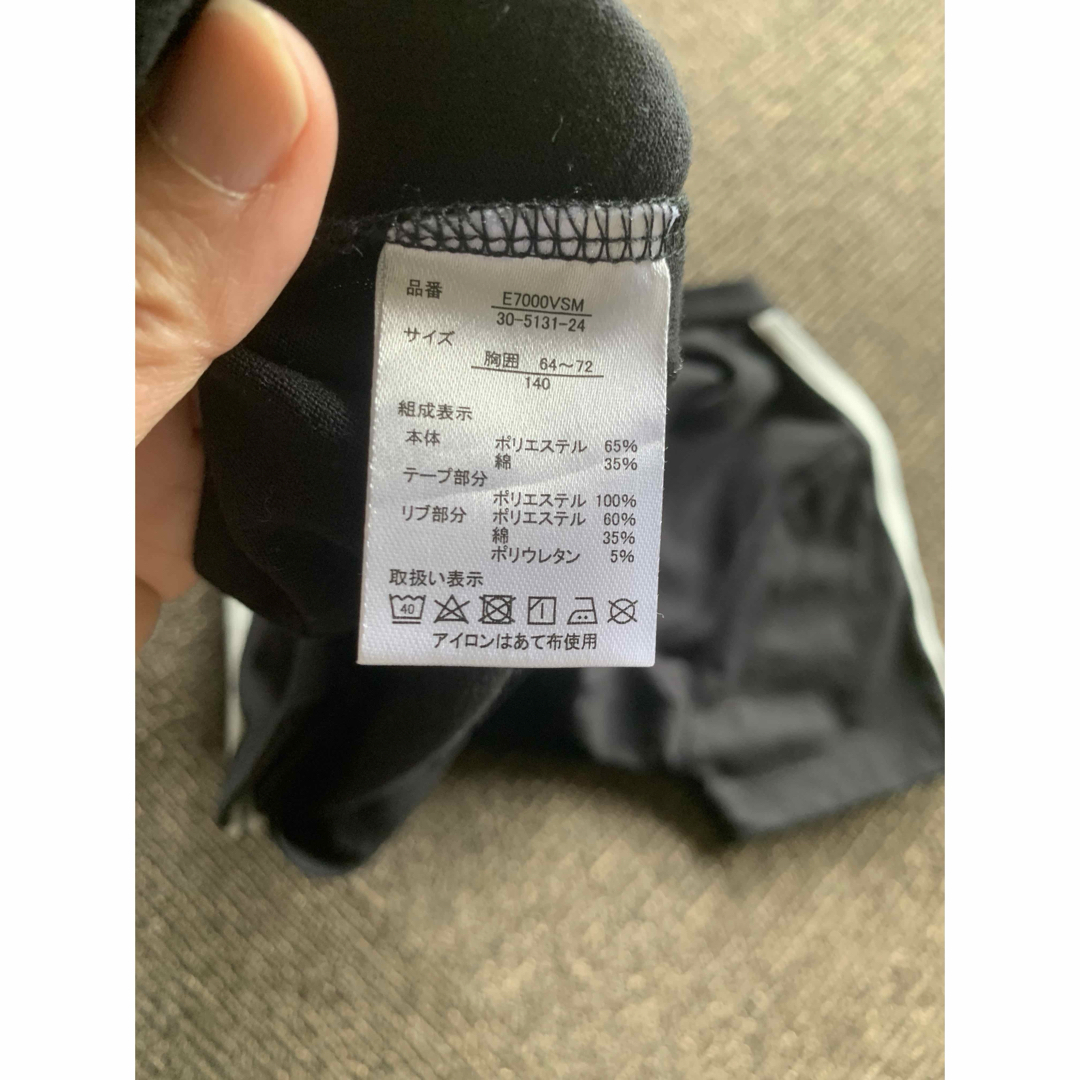 品番 E7000VSM
30-5131-24
サイズ
胸囲 64～72
140
組成表示
本体 ポリエステル 65%
綿 35%
テープ部分
ポリエステル 100%
リブ部分 ポリエステル 60%
綿 35%
ポリウレタン 5%
取扱い表示
40
アイロンはあて布使用